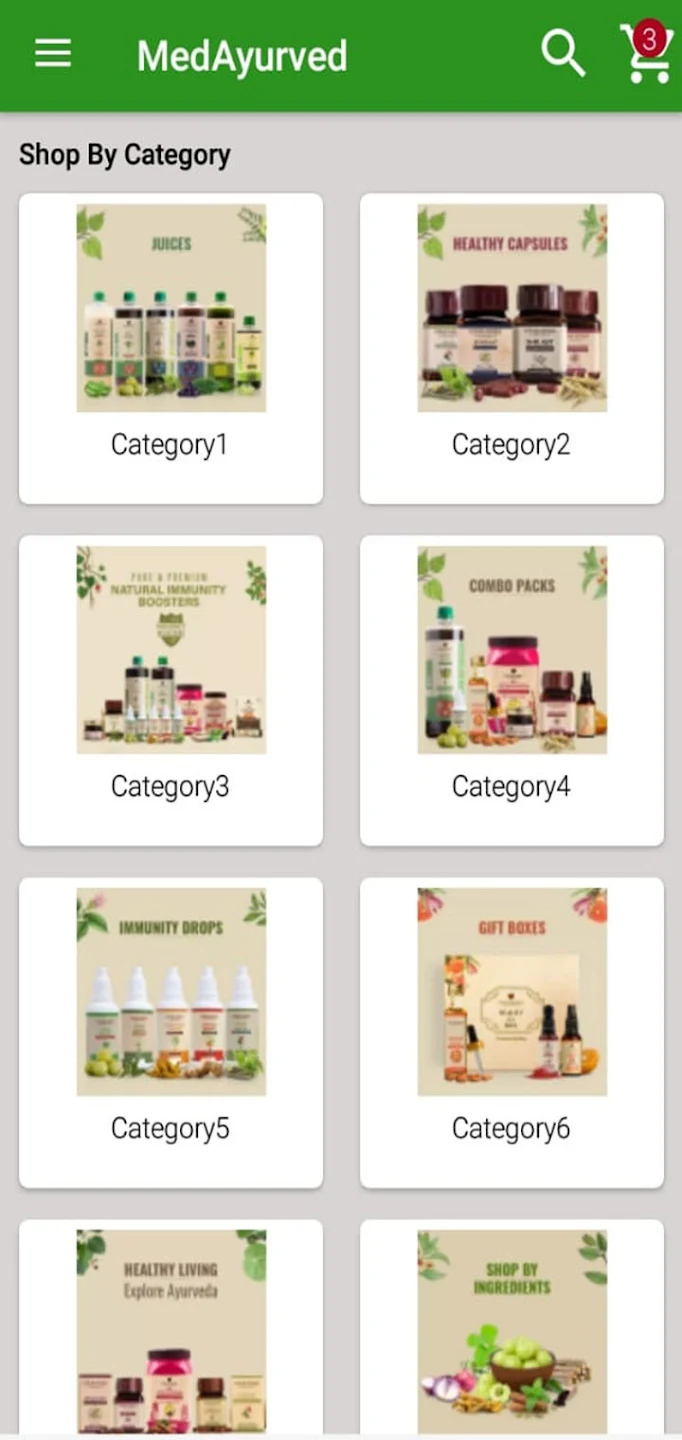 MedAyurved
3
Shop By Category
JUICES
HEALTHY CAPSULES
Category1
Category2
PURE & PREMIUM
NATURAL IMMUNITY
BOOSTERS
COMBO PACKS
Category3
Category4
IMMUNITY DROPS
GIFT BOXES
Category5
Category6
HEALTHY LIVING
Explore Ayurveda
SHOP BY
INGREDIENTS